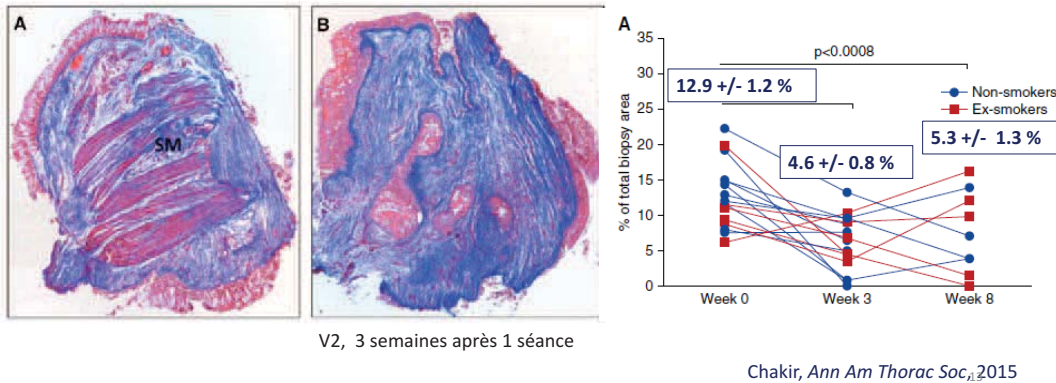 A
SM
B
V2, 3 semaines après 1 séance
A
% of total biopsy area
35
30
25
20
15
10
5
0
p<0.0008
12.9 +/- 1.2 %
4.6 +/- 0.8 %
5.3 +/- 1.3 %
Non-smokers
Ex-smokers
Week 0
Week 3
Week 8
Chakir, Ann Am Thorac Soc, 2015